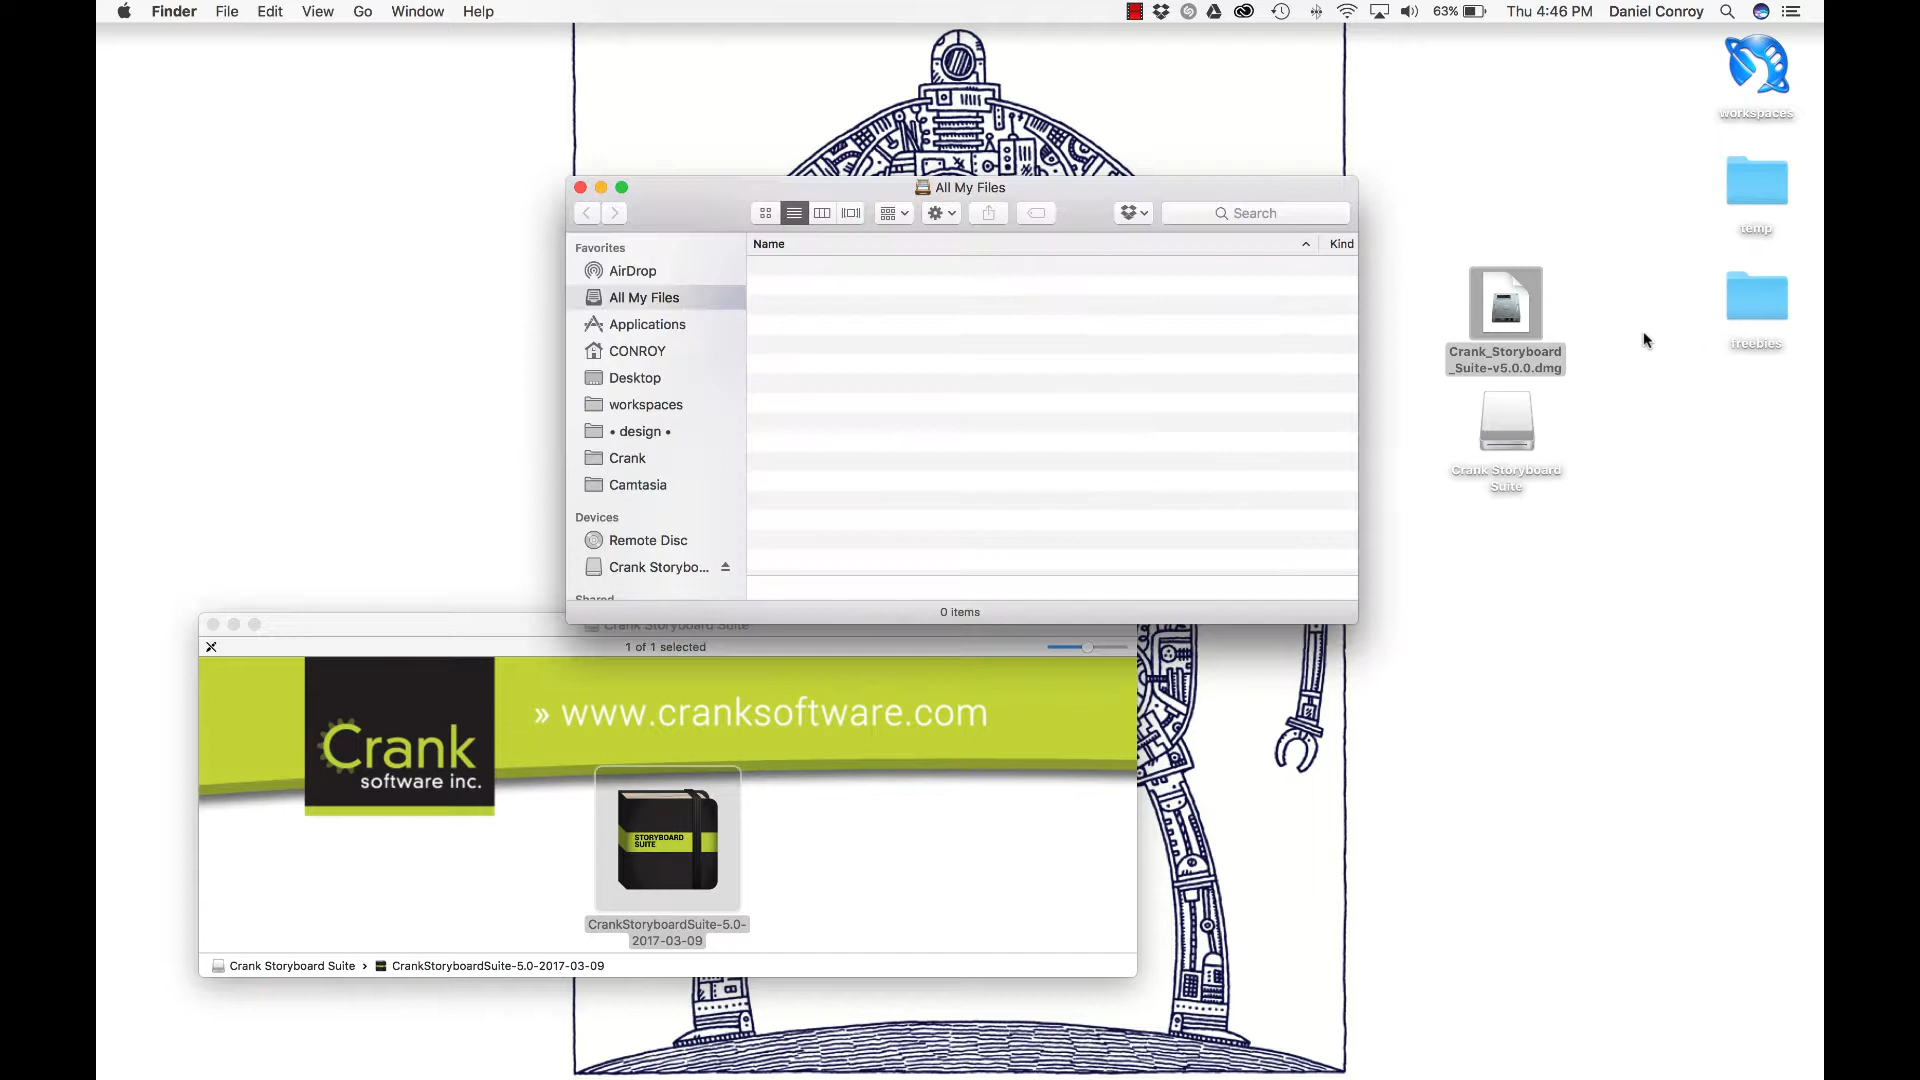 Finder File Edit View Go Window Help 63% Thu 4:46 PM Daniel Conroy
workspaces
temp
freebies
Crank_Storyboard
_Suite-v5.0.0.dmg
Crank Storyboard
Suite
All My Files
Search
Favorites
AirDrop
All My Files
Applications
CONROY
Desktop
workspaces
• design •
Crank
Camtasia
Devices
Remote Disc
Crank Storybo...
Shared
Name Kind
0 items
Crank Storyboard Suite
1 of 1 selected
Crank
software inc.
» www.cranksoftware.com
STORYBOARD
SUITE
CrankStoryboardSuite-5.0-
2017-03-09
Crank Storyboard Suite › CrankStoryboardSuite-5.0-2017-03-09